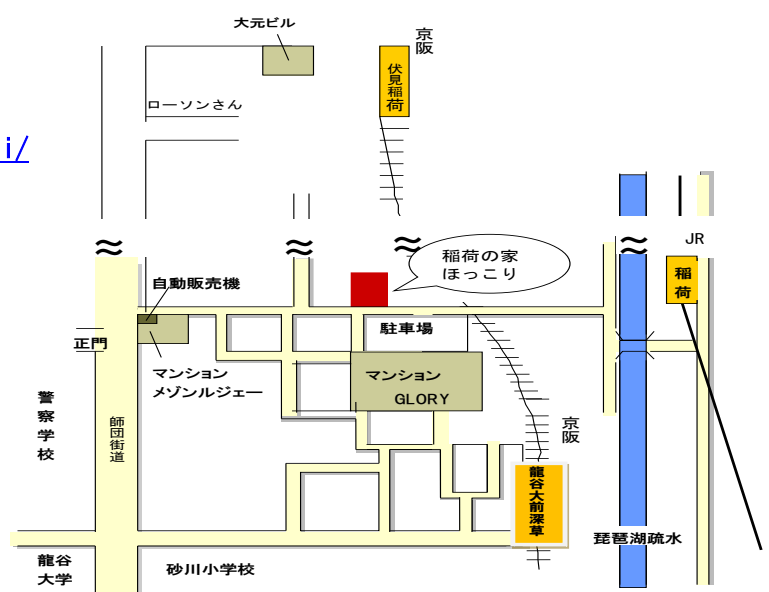 大元ビル
京阪
伏見稲荷
ローソンさん
i/
JR
稲荷の家
ほっこり
稲荷
自動販売機
駐車場
正門
マンション
メゾンルジェー
マンション
GLORY
警察学校
師団街道
京阪
龍谷大前深草
琵琶湖疏水
龍谷
大学
砂川小学校